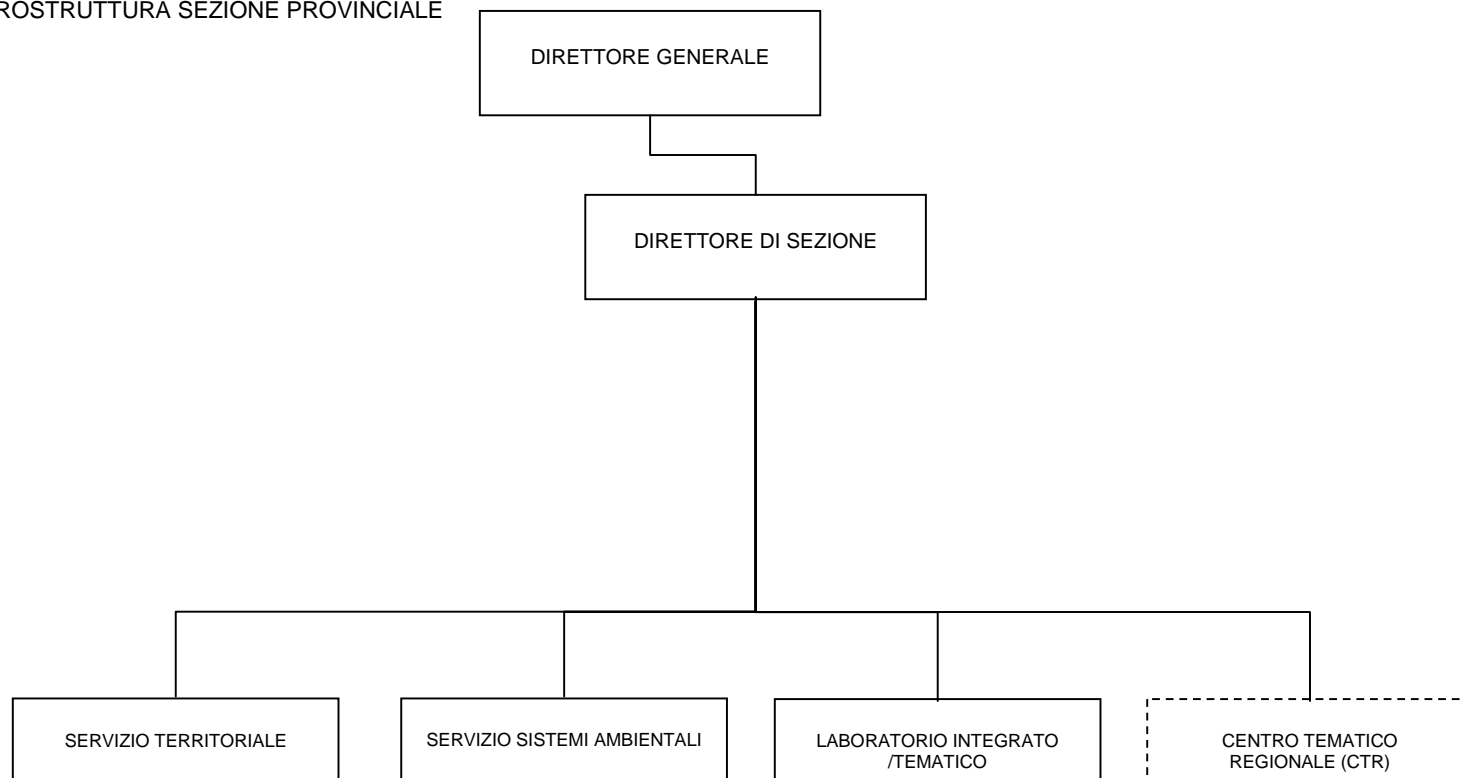 ROSTRUTTURA SEZIONE PROVINCIALE
DIRETTORE GENERALE
DIRETTORE DI SEZIONE
SERVIZIO TERRITORIALE
SERVIZIO SISTEMI AMBIENTALI
LABORATORIO INTEGRATO
/TEMATICO
CENTRO TEMATICO
REGIONALE (CTR)